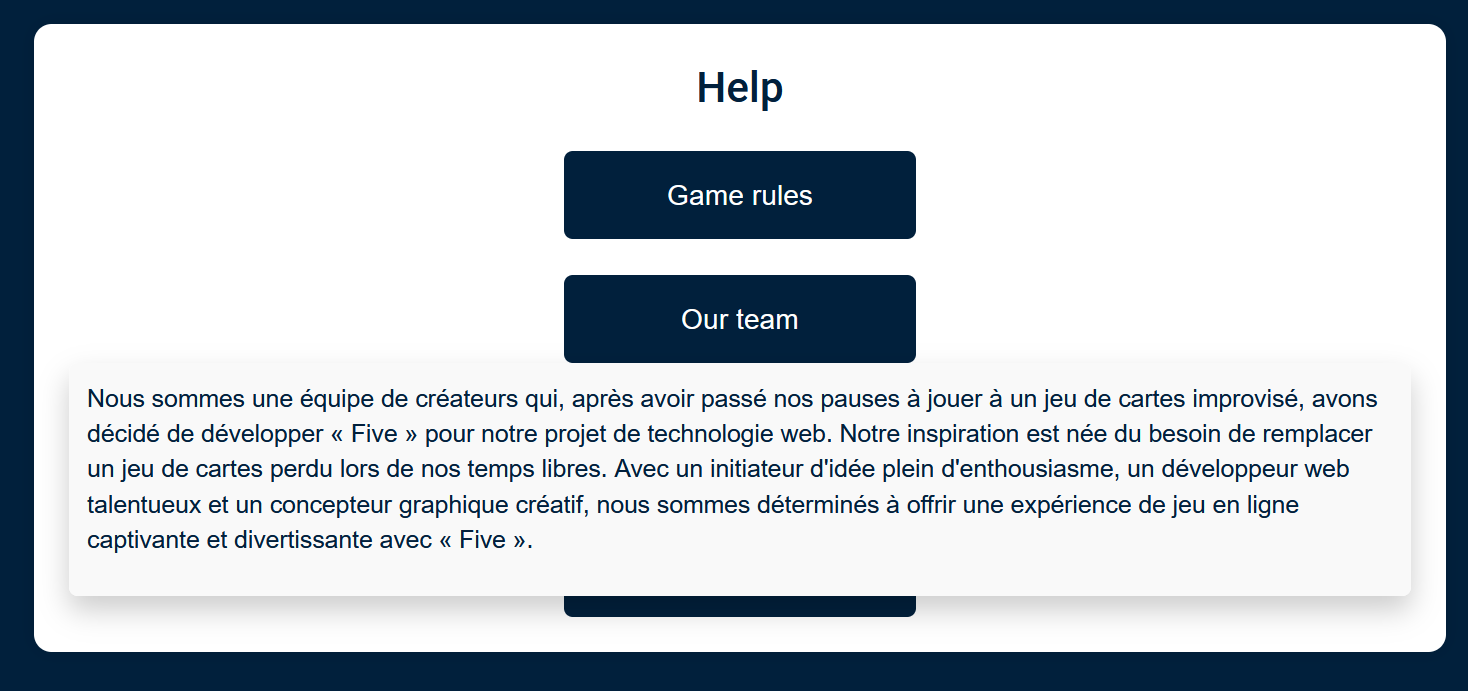 Help
Game rules
Our team
Nous sommes une équipe de créateurs qui, après avoir passé nos pauses à jouer à un jeu de cartes improvisé, avons
décidé de développer « Five » pour notre projet de technologie web. Notre inspiration est née du besoin de remplacer
un jeu de cartes perdu lors de nos temps libres. Avec un initiateur d'idée plein d'enthousiasme, un développeur web
talentueux et un concepteur graphique créatif, nous sommes déterminés à offrir une expérience de jeu en ligne
captivante et divertissante avec « Five ».